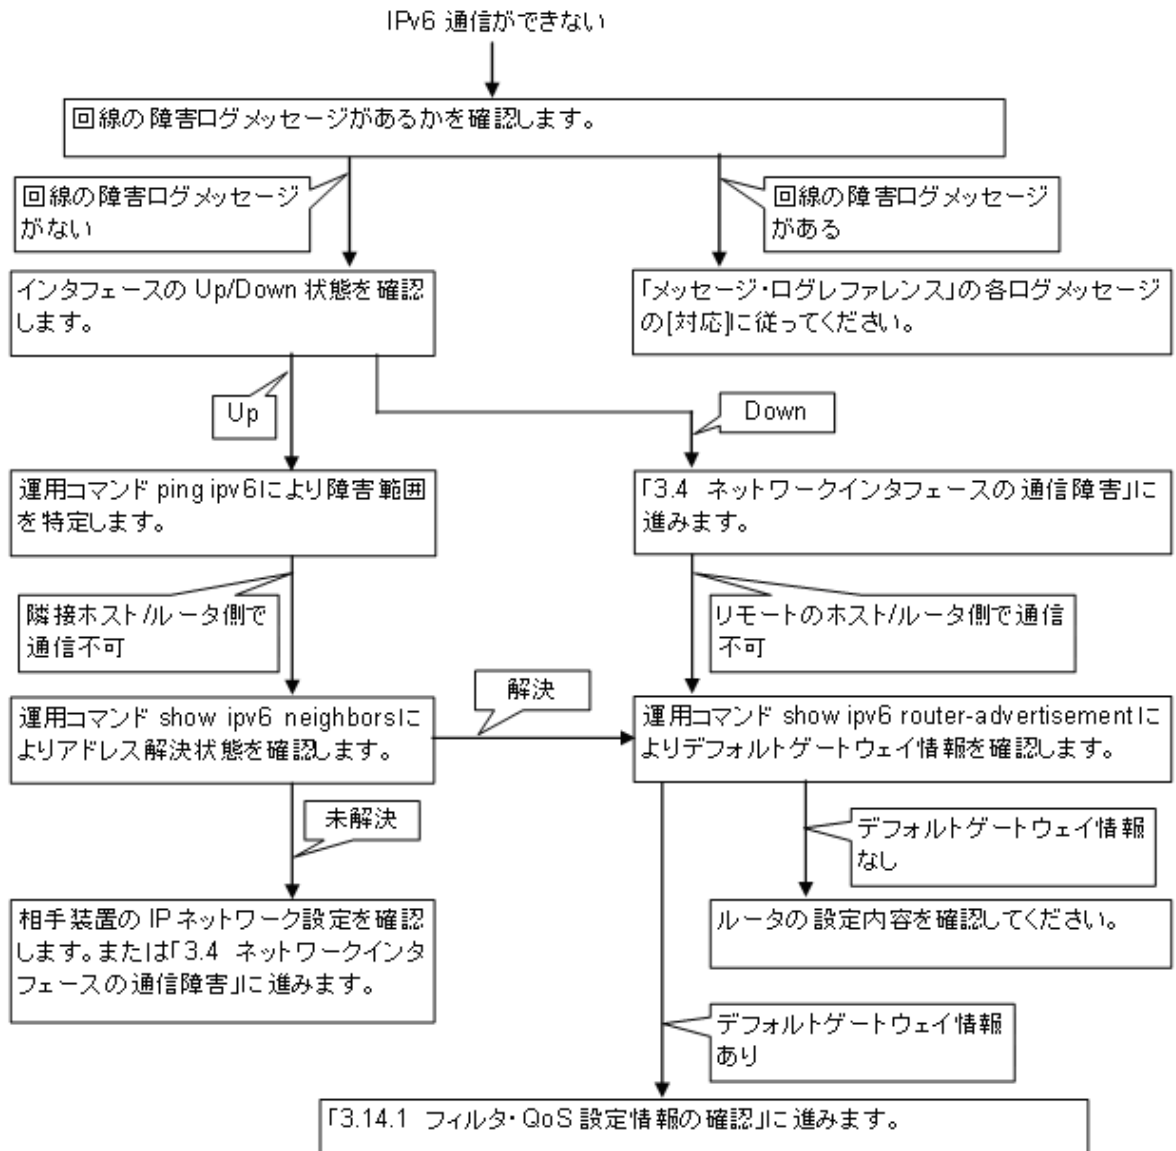 IPv6 通信ができない
回線の障害ログメッセージがあるかを確認します。
回線の障害ログメッセージ
がない
回線の障害ログメッセージ
がある
インタフェースの Up/Down 状態を確認
します。
「メッセージ・ログレファレンス」の各ログメッセージ
の[対応]に従ってください。
Up
Down
運用コマンド ping ipv6により障害範囲
を特定します。
「3.4 ネットワークインタフェースの通信障害」に
進みます。
隣接ホスト/ルータ側で
通信不可
リモートのホスト/ルータ側で通信
不可
解決
運用コマンド show ipv6 neighborsに
よりアドレス解決状態を確認します。
運用コマンド show ipv6 router-advertisementに
よりデフォルトゲートウェイ情報を確認します。
未解決
デフォルトゲートウェイ情報
なし
相手装置の IP ネットワーク設定を確認
します。または「3.4 ネットワークインタ
フェースの通信障害」に進みます。
ルータの設定内容を確認してください。
デフォルトゲートウェイ情報
あり
「3.14.1 フィルタ・QoS 設定情報の確認」に進みます。